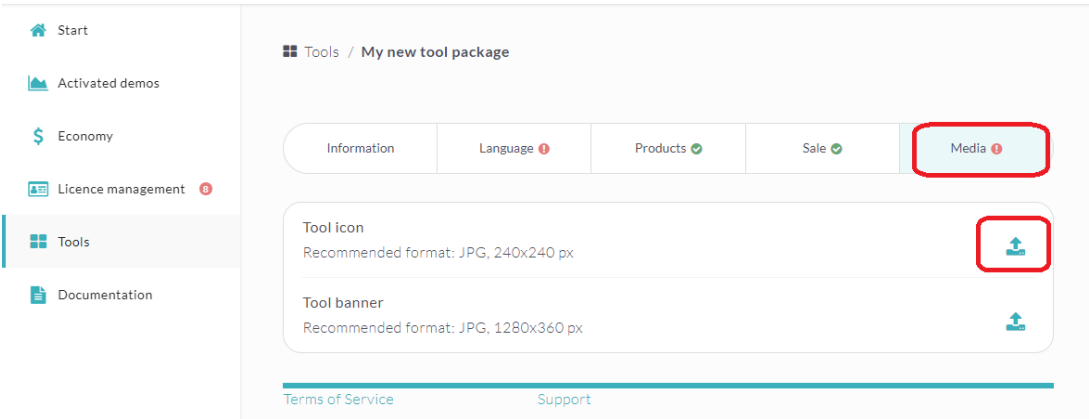 Start
Activated demos
Economy
Licence management 8
Tools
Documentation
Tools / My new tool package
Information
Language !
Products
Sale
Media !
Tool icon
Recommended format: JPG, 240x240 px
Tool banner
Recommended format: JPG, 1280x360 px
Terms of Service
Support